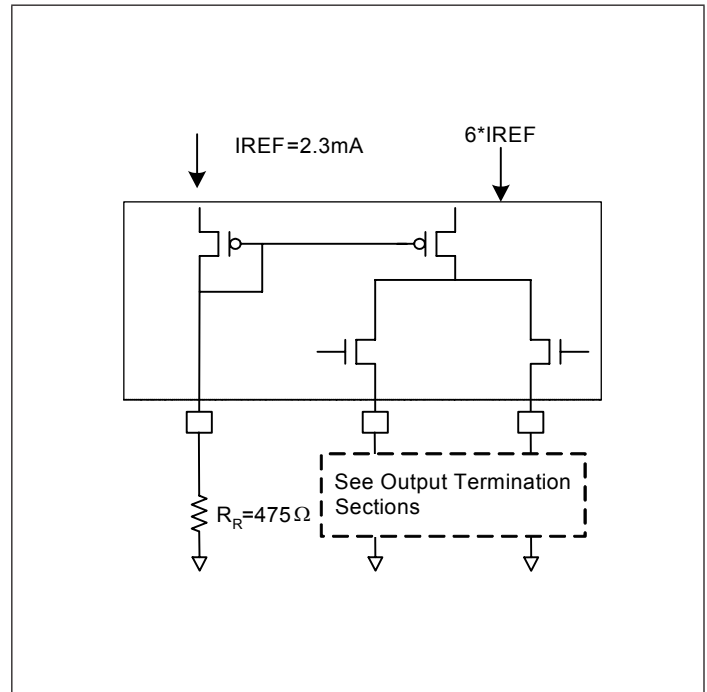 IREF=2.3mA
6*IREF
See Output Termination
Sections
R_R=475Ω